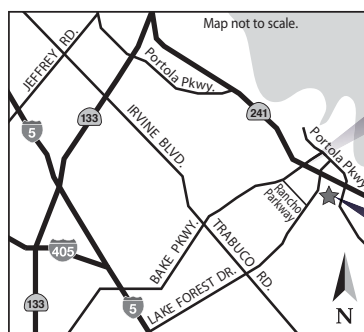 Map not to scale.
JEFFREY RD.
Portola Pkwy.
133
241
5
IRVINE BLVD.
Portola Pkwy
Rancho
Parkway
BAKE PKWY.
TRABUCO RD.
405
LAKE FOREST DR.
133
5
N